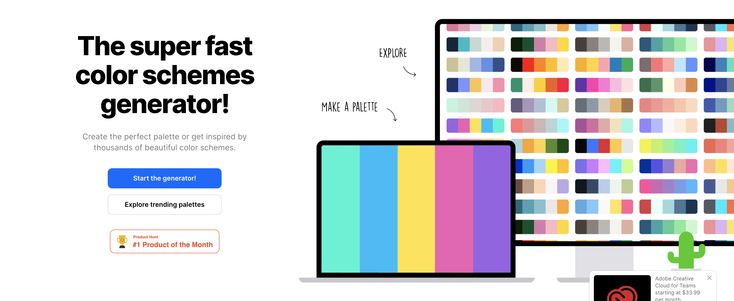 The super fast
color schemes
generator!
Create the perfect palette or get inspired by
thousands of beautiful color schemes.
Start the generator!
Explore trending palettes
Product Hunt
#1 Product of the Month
EXPLORE
MAKE A PALETTE
Adobe Creative
Cloud for Teams
starting at $33.99
per month.